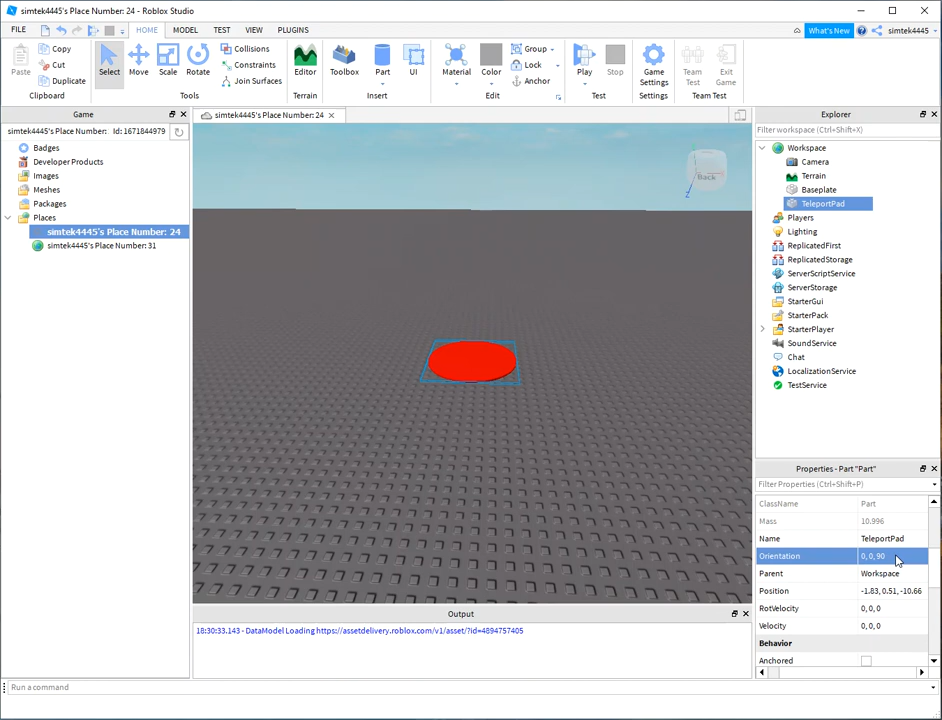 simtek4445's Place Number: 24 - Roblox Studio
FILE HOME MODEL TEST VIEW PLUGINS What's New simtek4445
Paste Copy Cut Duplicate Select Move Scale Rotate Collisions Constraints Join Surfaces Editor Toolbox Part UI Material Color Group Lock Anchor Play Stop Game Settings Team Test Exit Game
Clipboard Tools Terrain Insert Edit Test Settings Team Test
Game
simtek4445's Place Number: Id: 1671844979
Badges
Developer Products
Images
Meshes
Packages
Places
simtek4445's Place Number: 24
simtek4445's Place Number: 31
simtek4445's Place Number: 24
Back
Z
Output
18:30:33.143 - DataModel Loading https://assetdelivery.roblox.com/v1/asset/?id=4894757405
Explorer
Filter workspace (Ctrl+Shift+X)
Workspace
Camera
Terrain
Baseplate
TeleportPad
Players
Lighting
ReplicatedFirst
ReplicatedStorage
ServerScriptService
ServerStorage
StarterGui
StarterPack
StarterPlayer
SoundService
Chat
LocalizationService
TestService
Properties - Part "Part"
Filter Properties (Ctrl+Shift+P)
ClassName Part
Mass 10.996
Name TeleportPad
Orientation 0, 0, 90
Parent Workspace
Position -1.83, 0.51, -10.66
RotVelocity 0, 0, 0
Velocity 0, 0, 0
Behavior
Anchored
Run a command